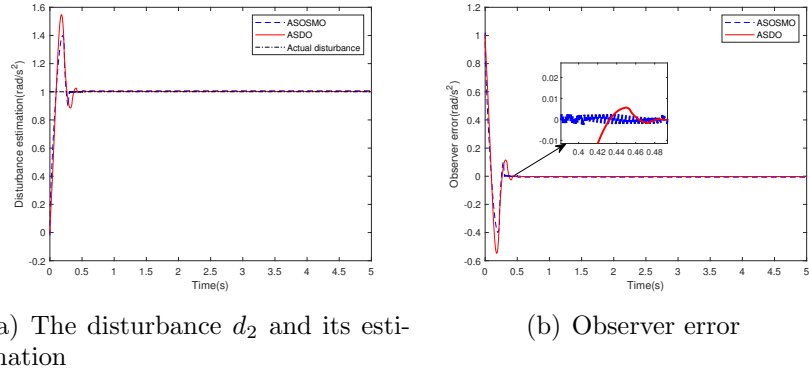 1.6
1.4
1.2
1
0.8
0.6
0.4
0.2
0
-0.2
Disturbance estimation(rad/s²)
ASOSMO
ASDO
Actual disturbance
0 0.5 1 1.5 2 2.5 3 3.5 4 4.5 5
Time(s)
a) The disturbance d₂ and its esti-
mation
1.2
1
0.8
0.6
0.4
0.2
0
-0.2
-0.4
-0.6
Observer error(rad/s²)
ASOSMO
ASDO
0.02
0.01
0
-0.01
0.4 0.42 0.44 0.45 0.46 0.48
0 0.5 1 1.5 2 2.5 3 3.5 4 4.5 5
Time(s)
(b) Observer error